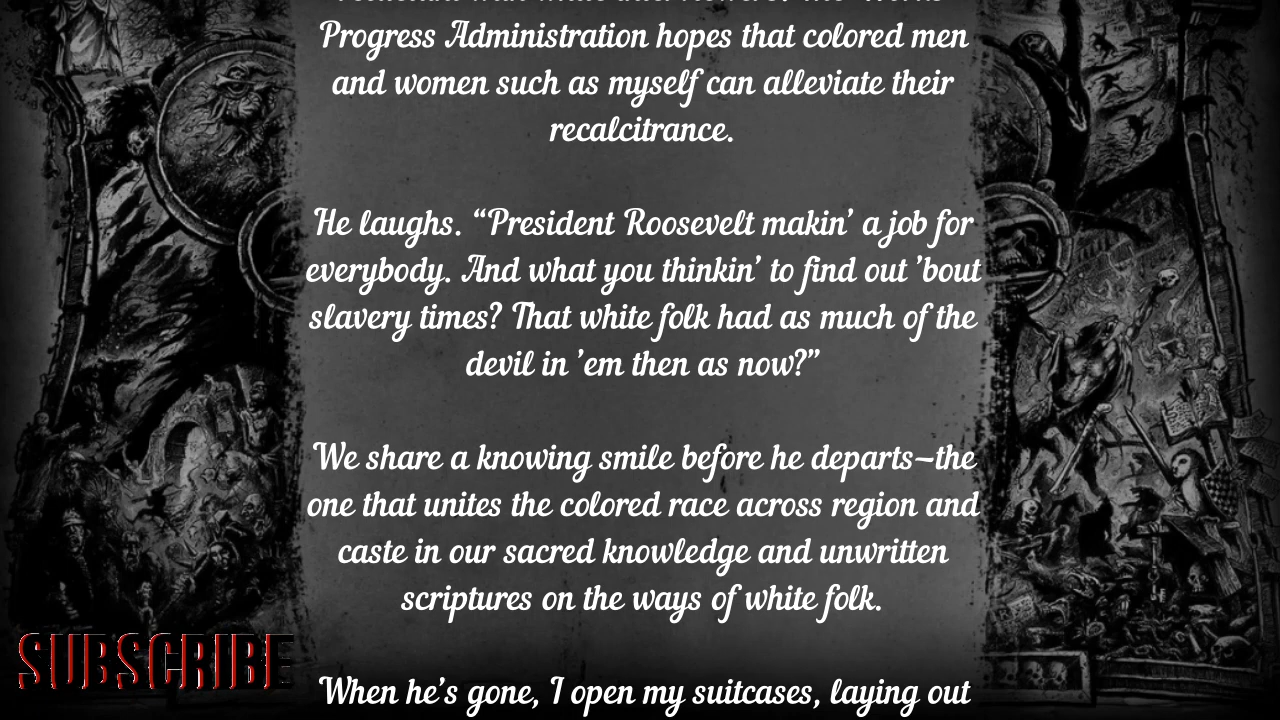 Progress Administration hopes that colored men
and women such as myself can alleviate their
recalcitrance.
He laughs. “President Roosevelt makin’ a job for
everybody. And what you thinkin’ to find out ’bout
slavery times? That white folk had as much of the
devil in ’em then as now?”
We share a knowing smile before he departs—the
one that unites the colored race across region and
caste in our sacred knowledge and unwritten
scriptures on the ways of white folk.
SUBSCRIBE
When he’s gone, I open my suitcases, laying out